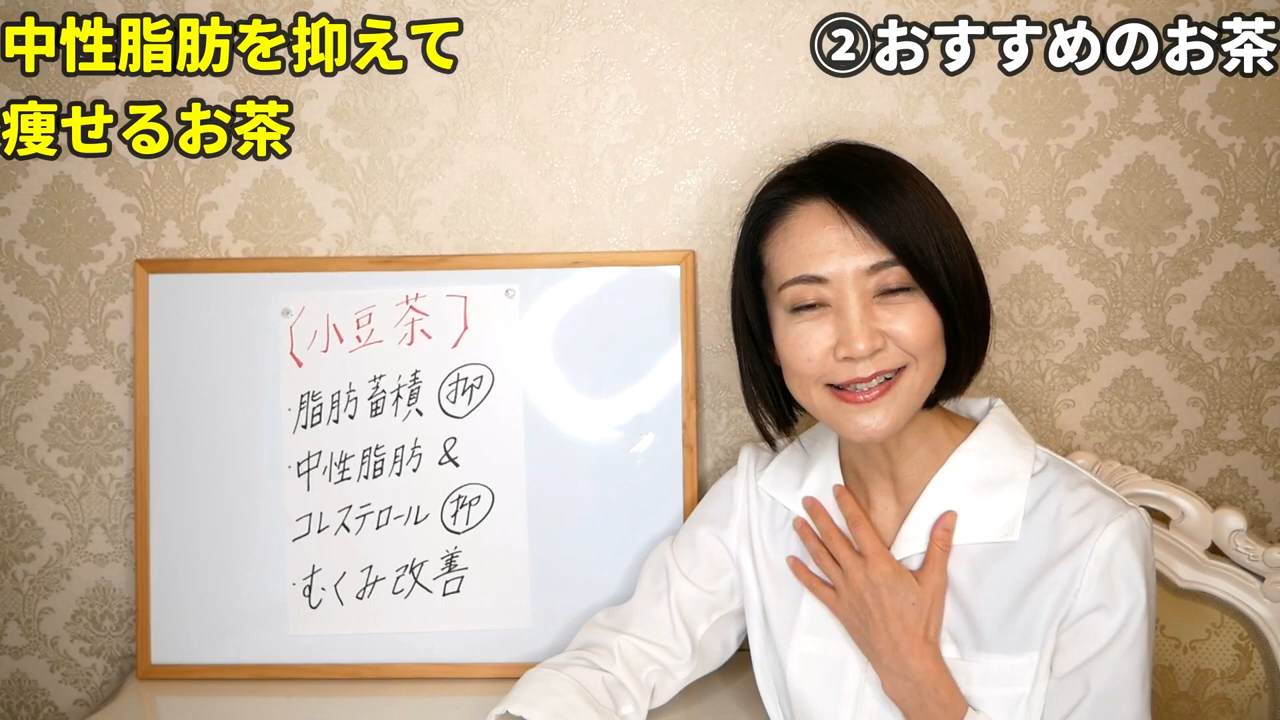 中性脂肪を抑えて
痩せるお茶
②おすすめのお茶
〔小豆茶〕
・脂肪蓄積 抑
・中性脂肪 &
コレステロール 抑
・むくみ改善